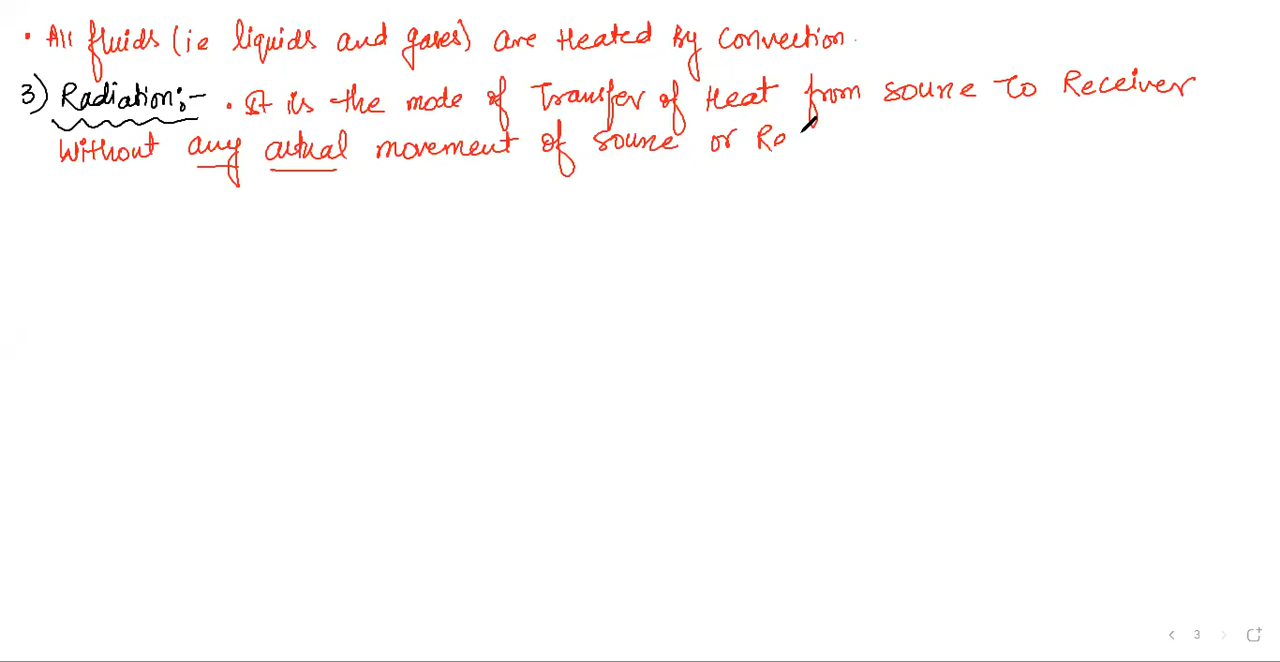 • All fluids (ie liquids and gases) are Heated By Convection.
3) Radiation:- • It is the mode of Transfer of Heat from source to Receiver
Without any actual movement of source or Re
3